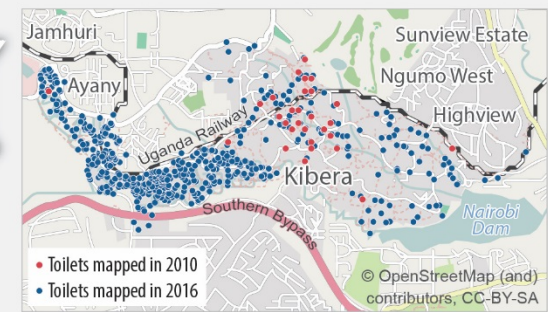 Jamhuri
Sunview Estate
Ayany
Ngumo West
Uganda Railway
Highview
Kibera
Southern Bypass
Nairobi
Dam
Toilets mapped in 2010
Toilets mapped in 2016
© OpenStreetMap (and)
contributors, CC-BY-SA